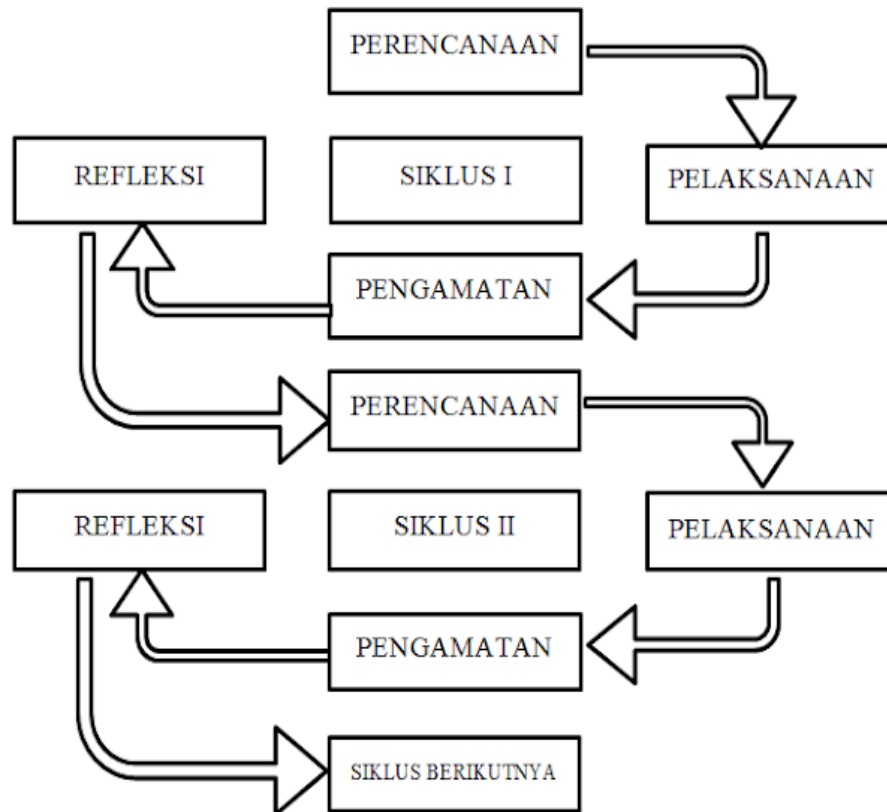 PERENCANAAN
REFLEKSI
SIKLUS I
PELAKSANAAN
PENGAMATAN
PERENCANAAN
REFLEKSI
SIKLUS II
PELAKSANAAN
PENGAMATAN
SIKLUS BERIKUTNYA